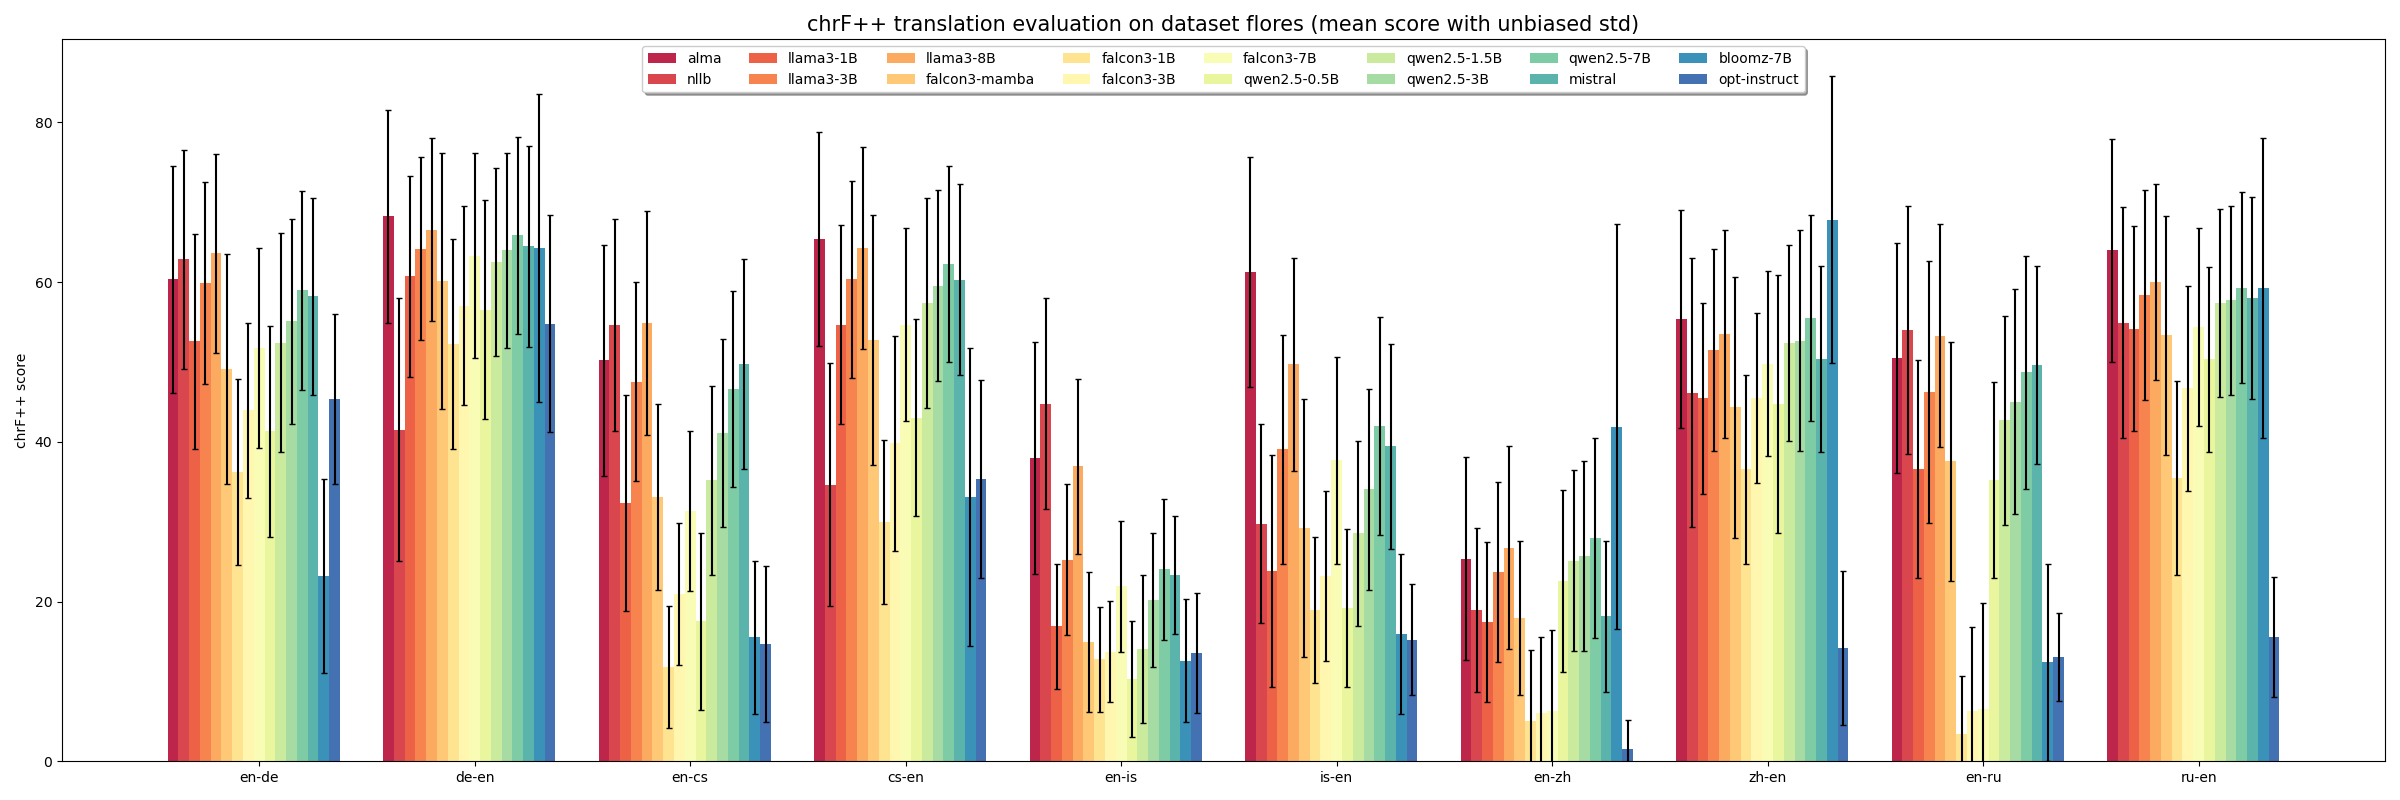 chrF++ translation evaluation on dataset flores (mean score with unbiased std)
alma llama3-1B llama3-8B falcon3-1B falcon3-7B qwen2.5-1.5B qwen2.5-7B bloomz-7B
nllb llama3-3B falcon3-mamba falcon3-3B qwen2.5-0.5B qwen2.5-3B mistral opt-instruct
80
60
40
20
0
chrF++ score
en-de de-en en-cs cs-en en-is is-en en-zh zh-en en-ru ru-en